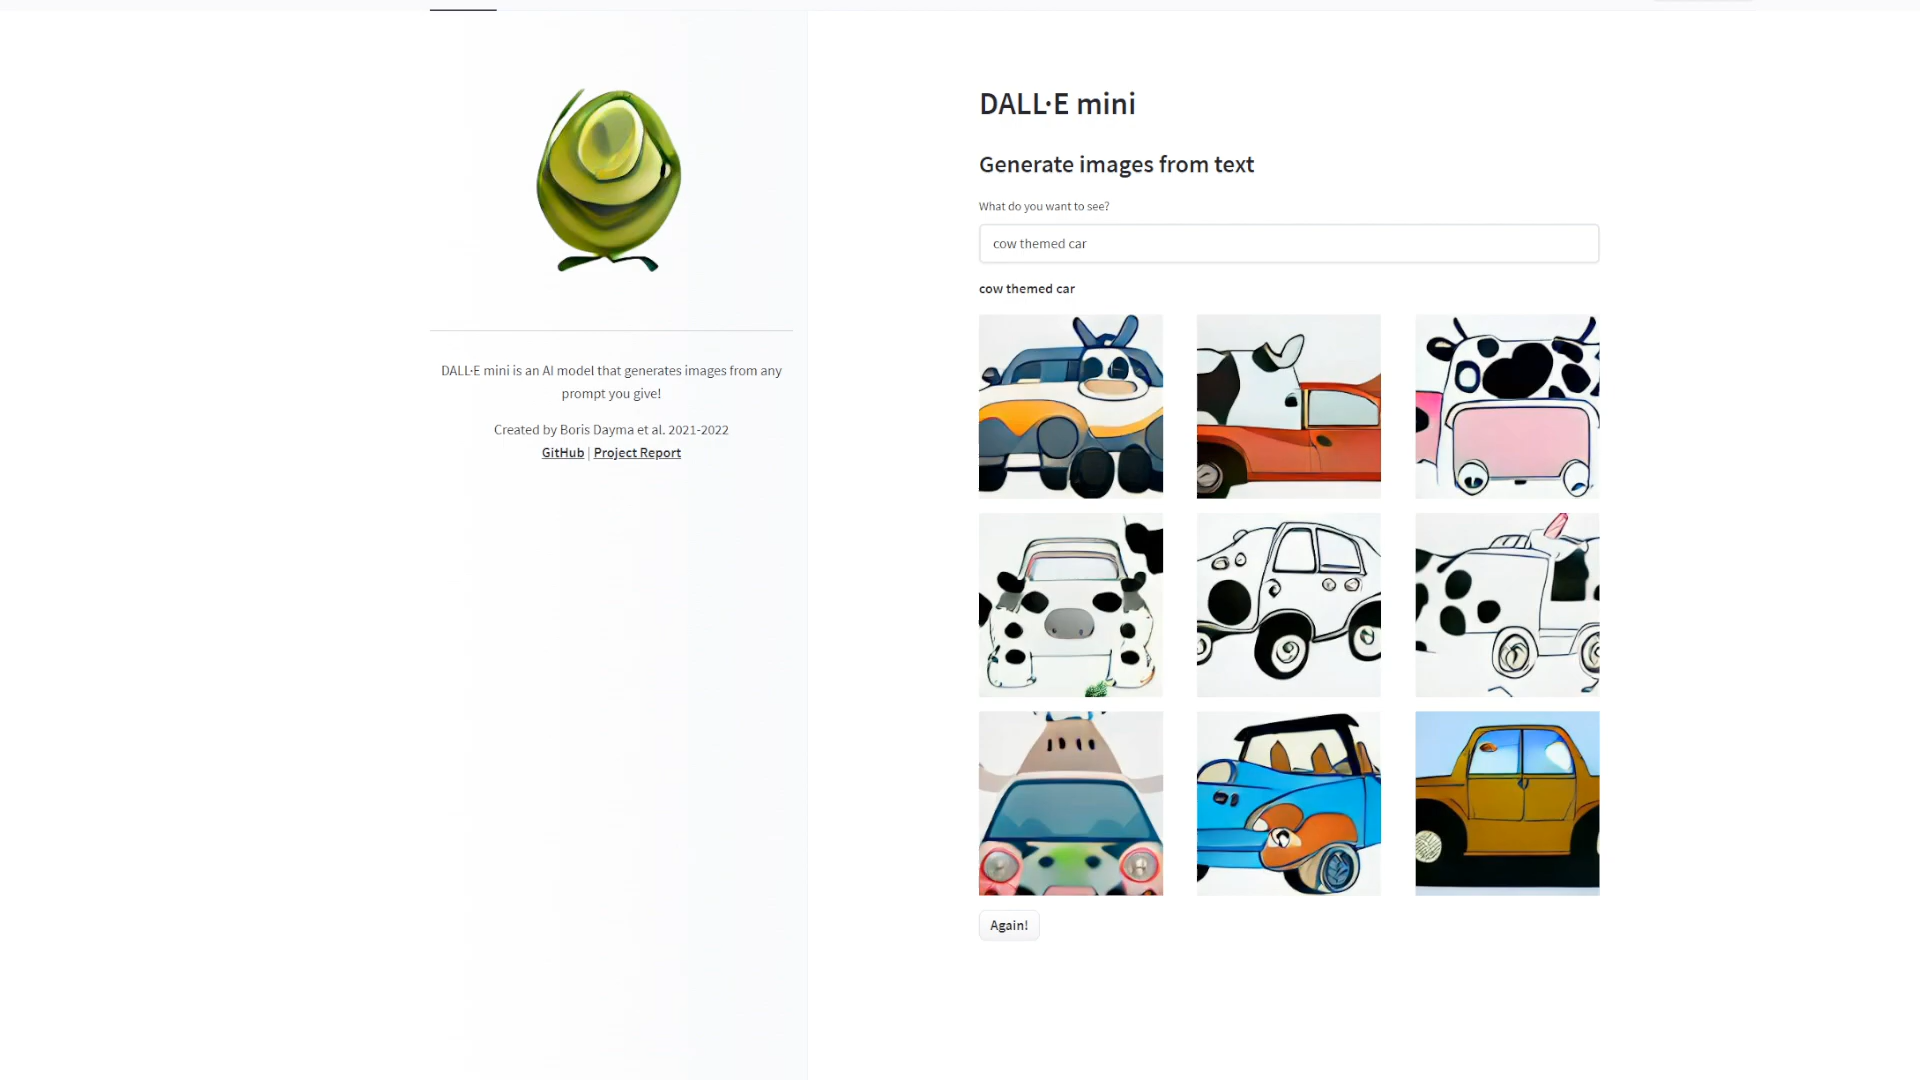 DALL·E mini is an AI model that generates images from any
prompt you give!
Created by Boris Dayma et al. 2021-2022
GitHub | Project Report
DALL·E mini
Generate images from text
What do you want to see?
cow themed car
cow themed car
Again!